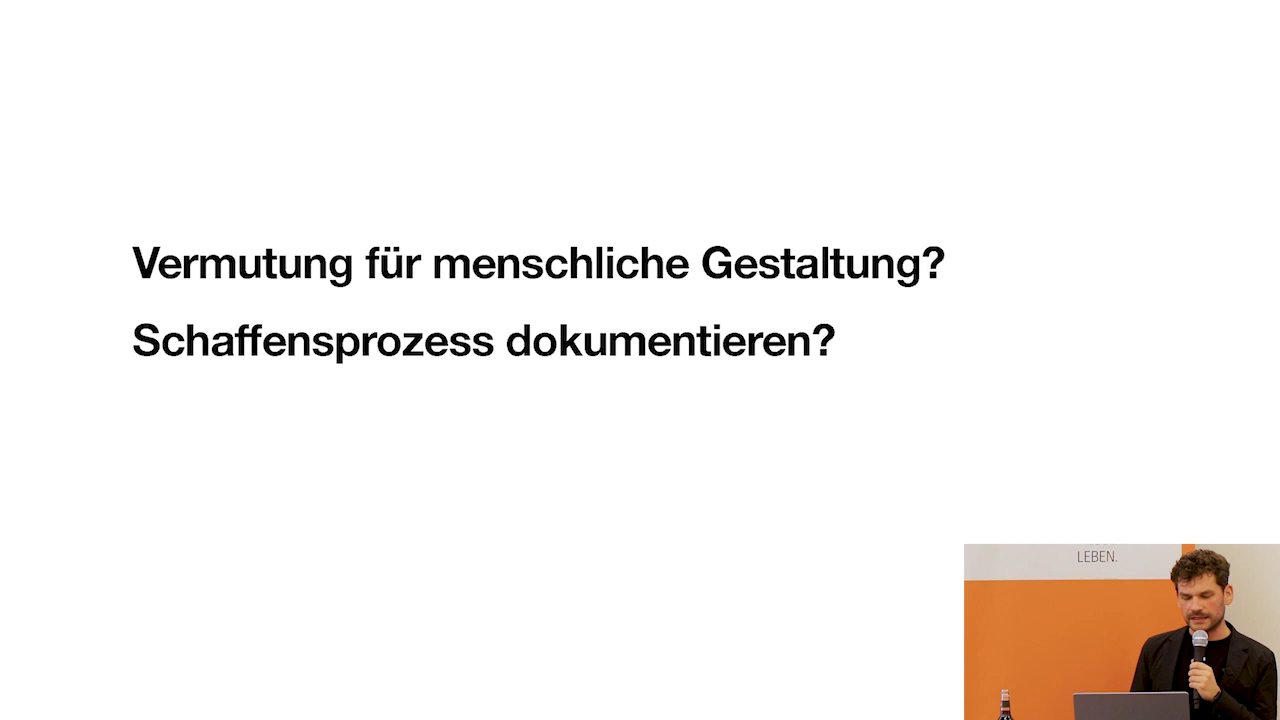 Vermutung für menschliche Gestaltung?
Schaffensprozess dokumentieren?
LEBEN.